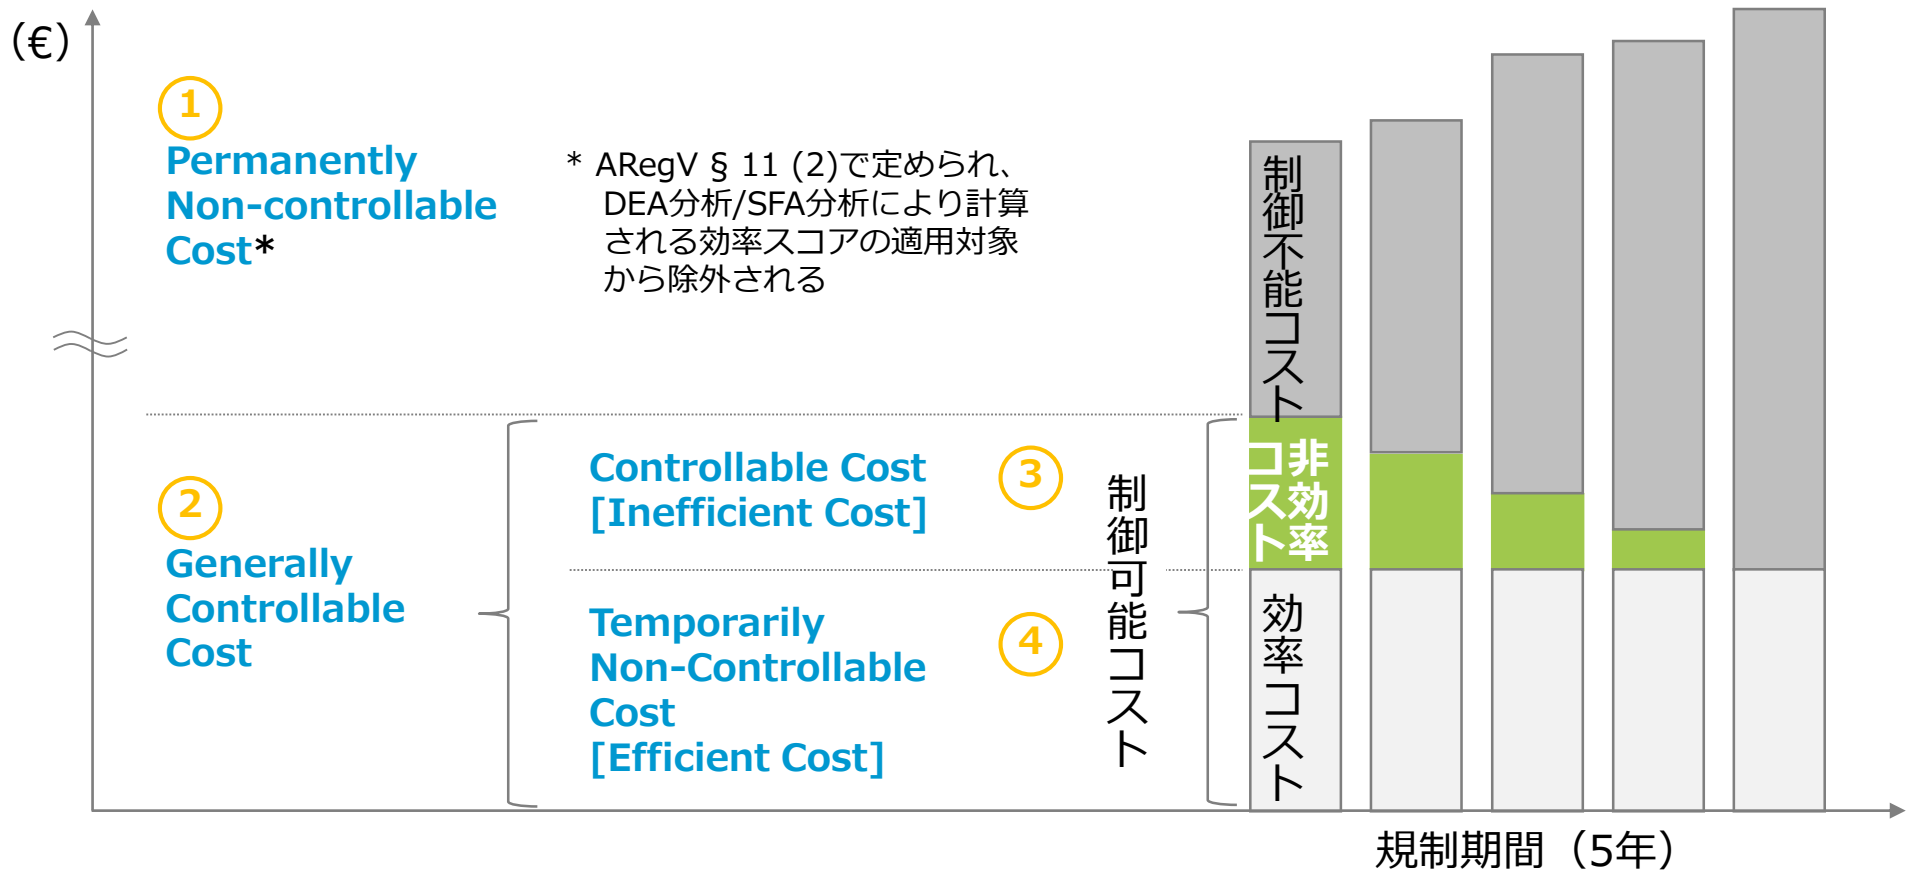 （€）
1
Permanently
Non-controllable
Cost*
* ARegV § 11 (2)で定められ、
DEA分析/SFA分析により計算
される効率スコアの適用対象
から除外される
2
Generally
Controllable
Cost
Controllable Cost
[Inefficient Cost]
3
Temporarily
Non-Controllable
Cost
[Efficient Cost]
4
制御可能コスト
制御不能コスト
非効率
コスト
効率コスト
規制期間（5年）